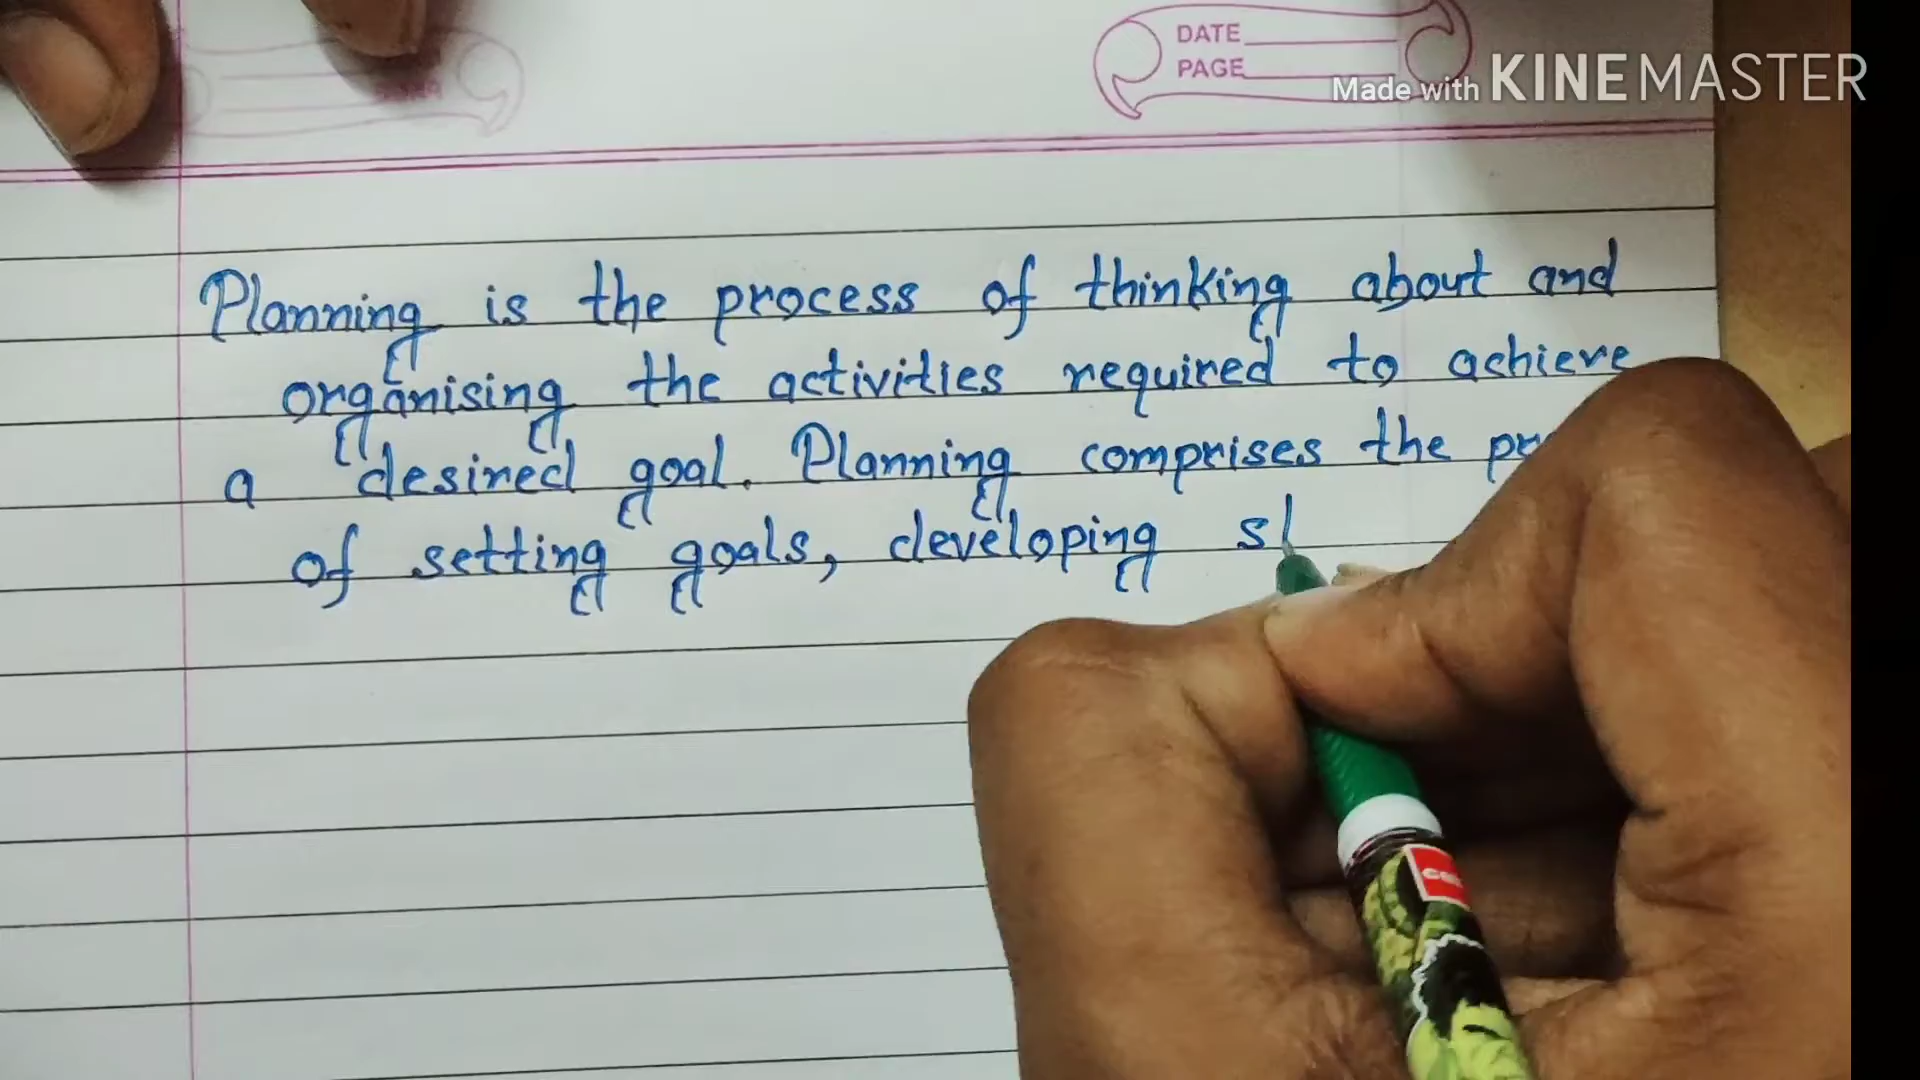 DATE
PAGE
Made with KINEMASTER
Planning is the process of thinking about and
organising the activities required to achieve
a desired goal. Planning comprises the
of setting goals, developing